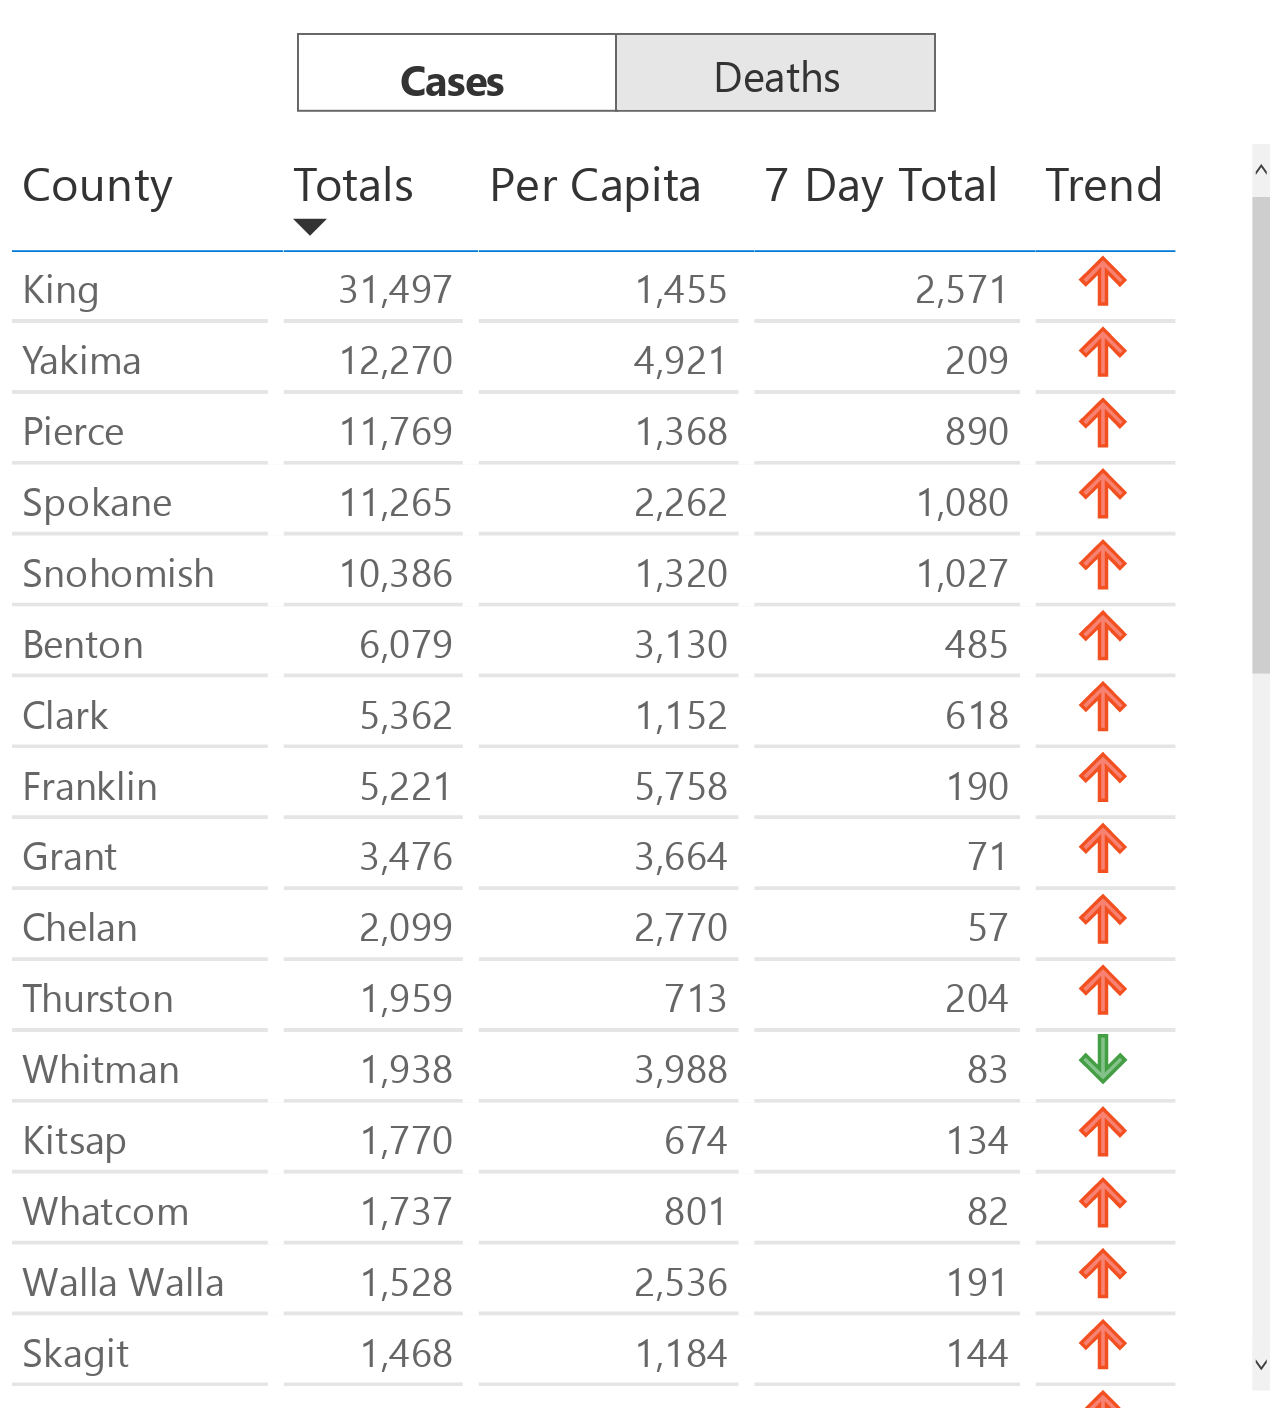 Cases Deaths
County Totals Per Capita 7 Day Total Trend
King 31,497 1,455 2,571
Yakima 12,270 4,921 209
Pierce 11,769 1,368 890
Spokane 11,265 2,262 1,080
Snohomish 10,386 1,320 1,027
Benton 6,079 3,130 485
Clark 5,362 1,152 618
Franklin 5,221 5,758 190
Grant 3,476 3,664 71
Chelan 2,099 2,770 57
Thurston 1,959 713 204
Whitman 1,938 3,988 83
Kitsap 1,770 674 134
Whatcom 1,737 801 82
Walla Walla 1,528 2,536 191
Skagit 1,468 1,184 144